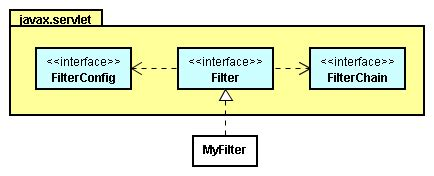 javax.servlet
<<interface>> <<interface>> <<interface>>
FilterConfig Filter FilterChain
MyFilter